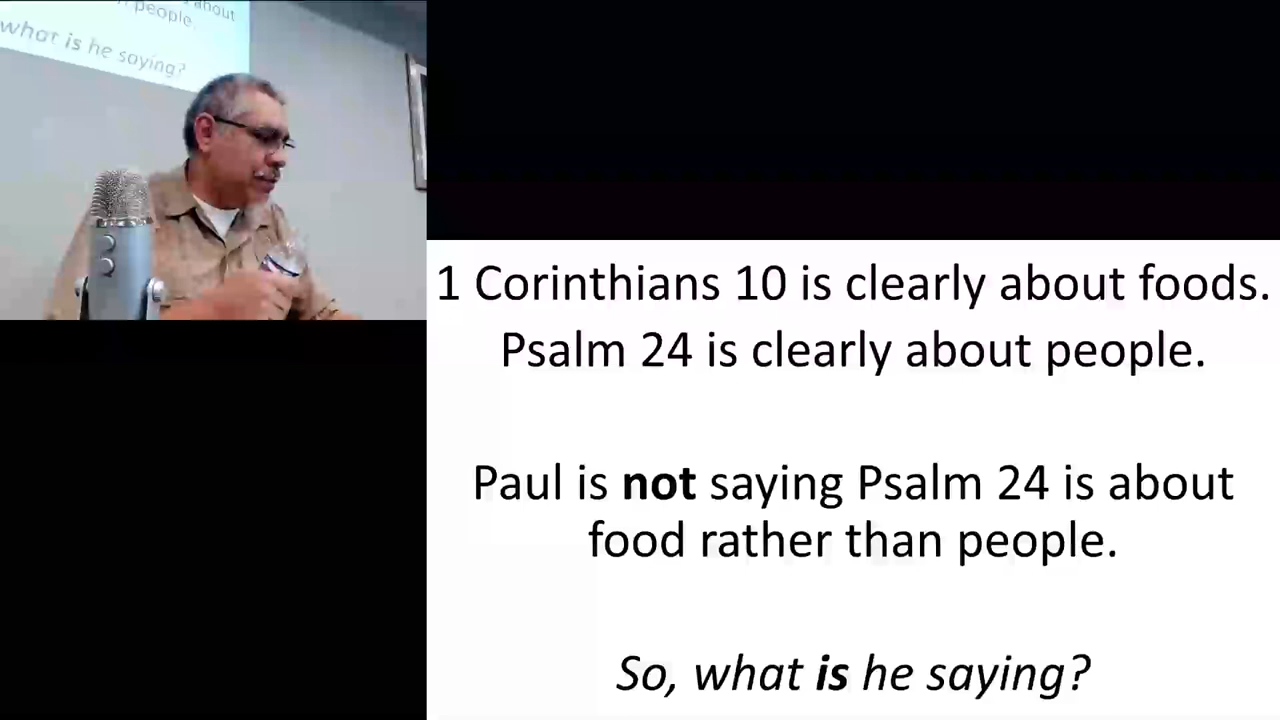 about
people.
what is he saying?
1 Corinthians 10 is clearly about foods.
Psalm 24 is clearly about people.
Paul is not saying Psalm 24 is about
food rather than people.
So, what is he saying?